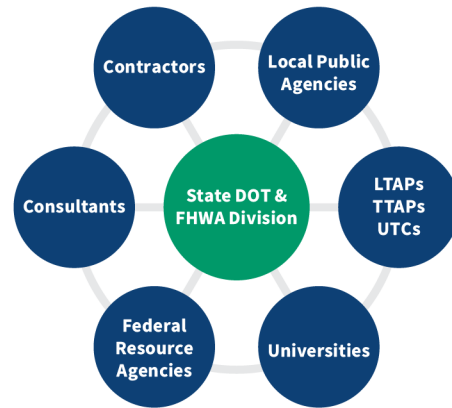 Contractors
Local Public
Agencies
Consultants
State DOT &
FHWA Division
LTAPs
TTAPs
UTCs
Federal
Resource
Agencies
Universities